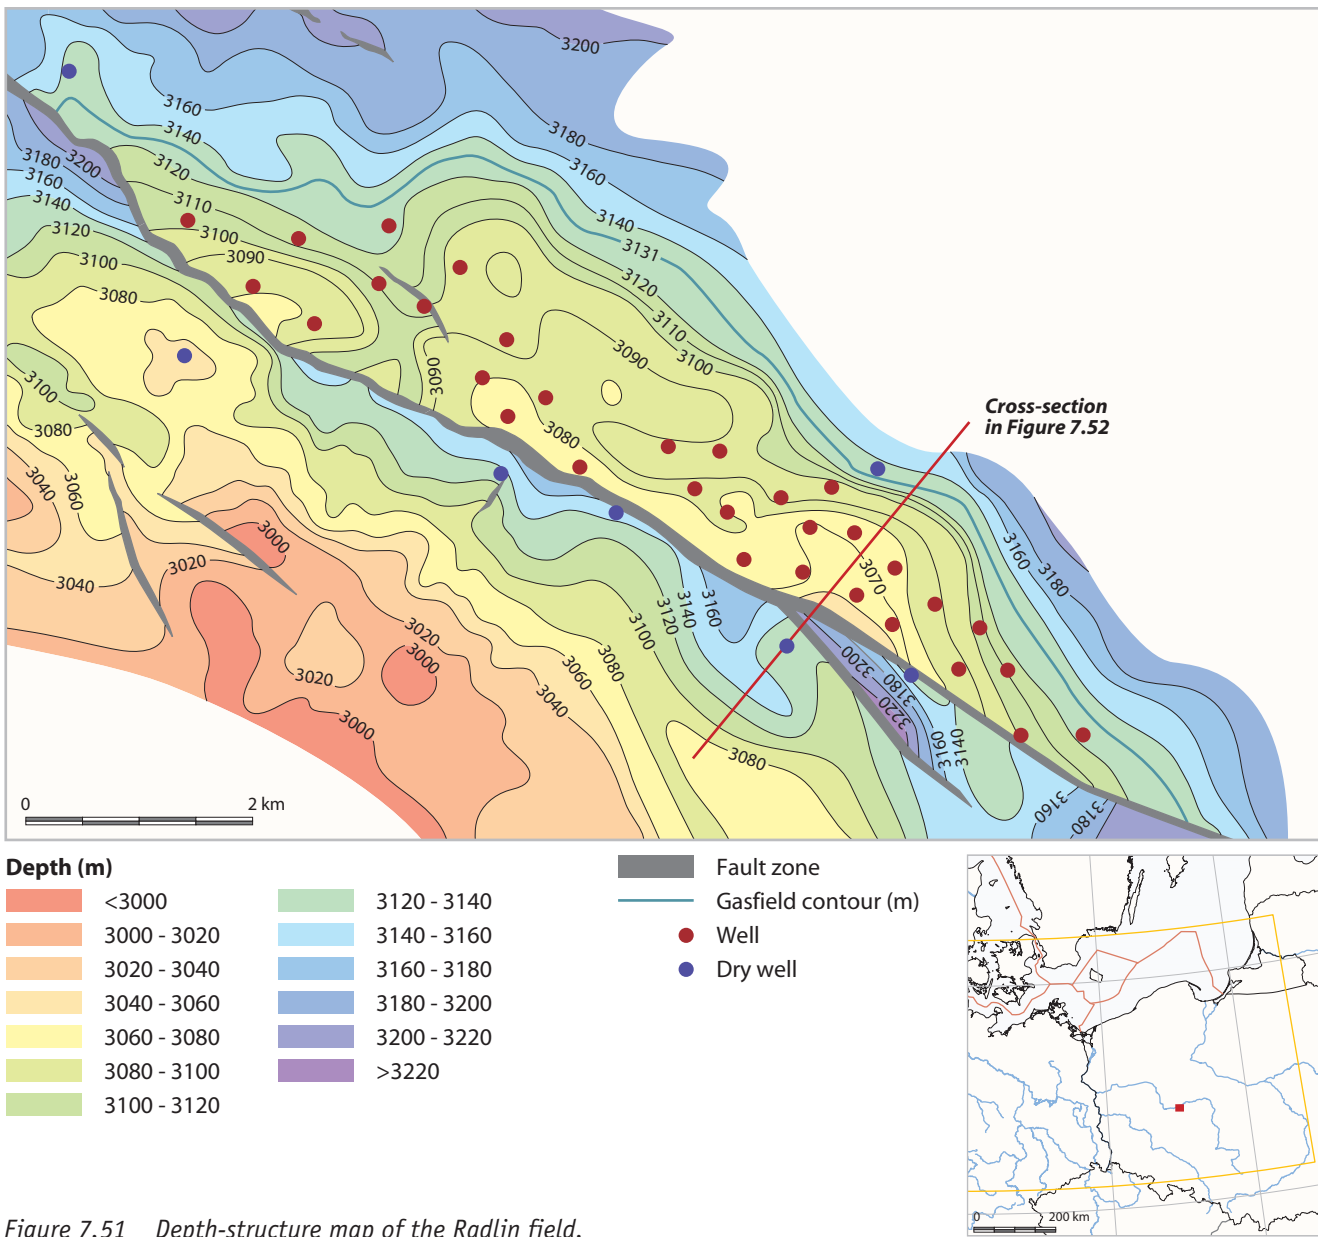 3200
3160
3180
3140
3160
3180
3200
3120
3160
3140
3110
3140
3120
3100
3131
3100
3090
3120
3080
3110
3090
3100
3090
3100
3080
3080
3040
3060
3000
3070
3160
3180
3020
3040
3160
3140
3120
3100
3020
3000
3080
3060
3200
3180
3220
3020
3040
3000
3160
3140
3080
3160
3180
Cross-section
in Figure 7.52
0 2 km
Depth (m)
<3000
3000 - 3020
3020 - 3040
3040 - 3060
3060 - 3080
3080 - 3100
3100 - 3120
3120 - 3140
3140 - 3160
3160 - 3180
3180 - 3200
3200 - 3220
>3220
Fault zone
Gasfield contour (m)
Well
Dry well
0 200 km
Figure 7.51 Depth-structure map of the Radlin field.